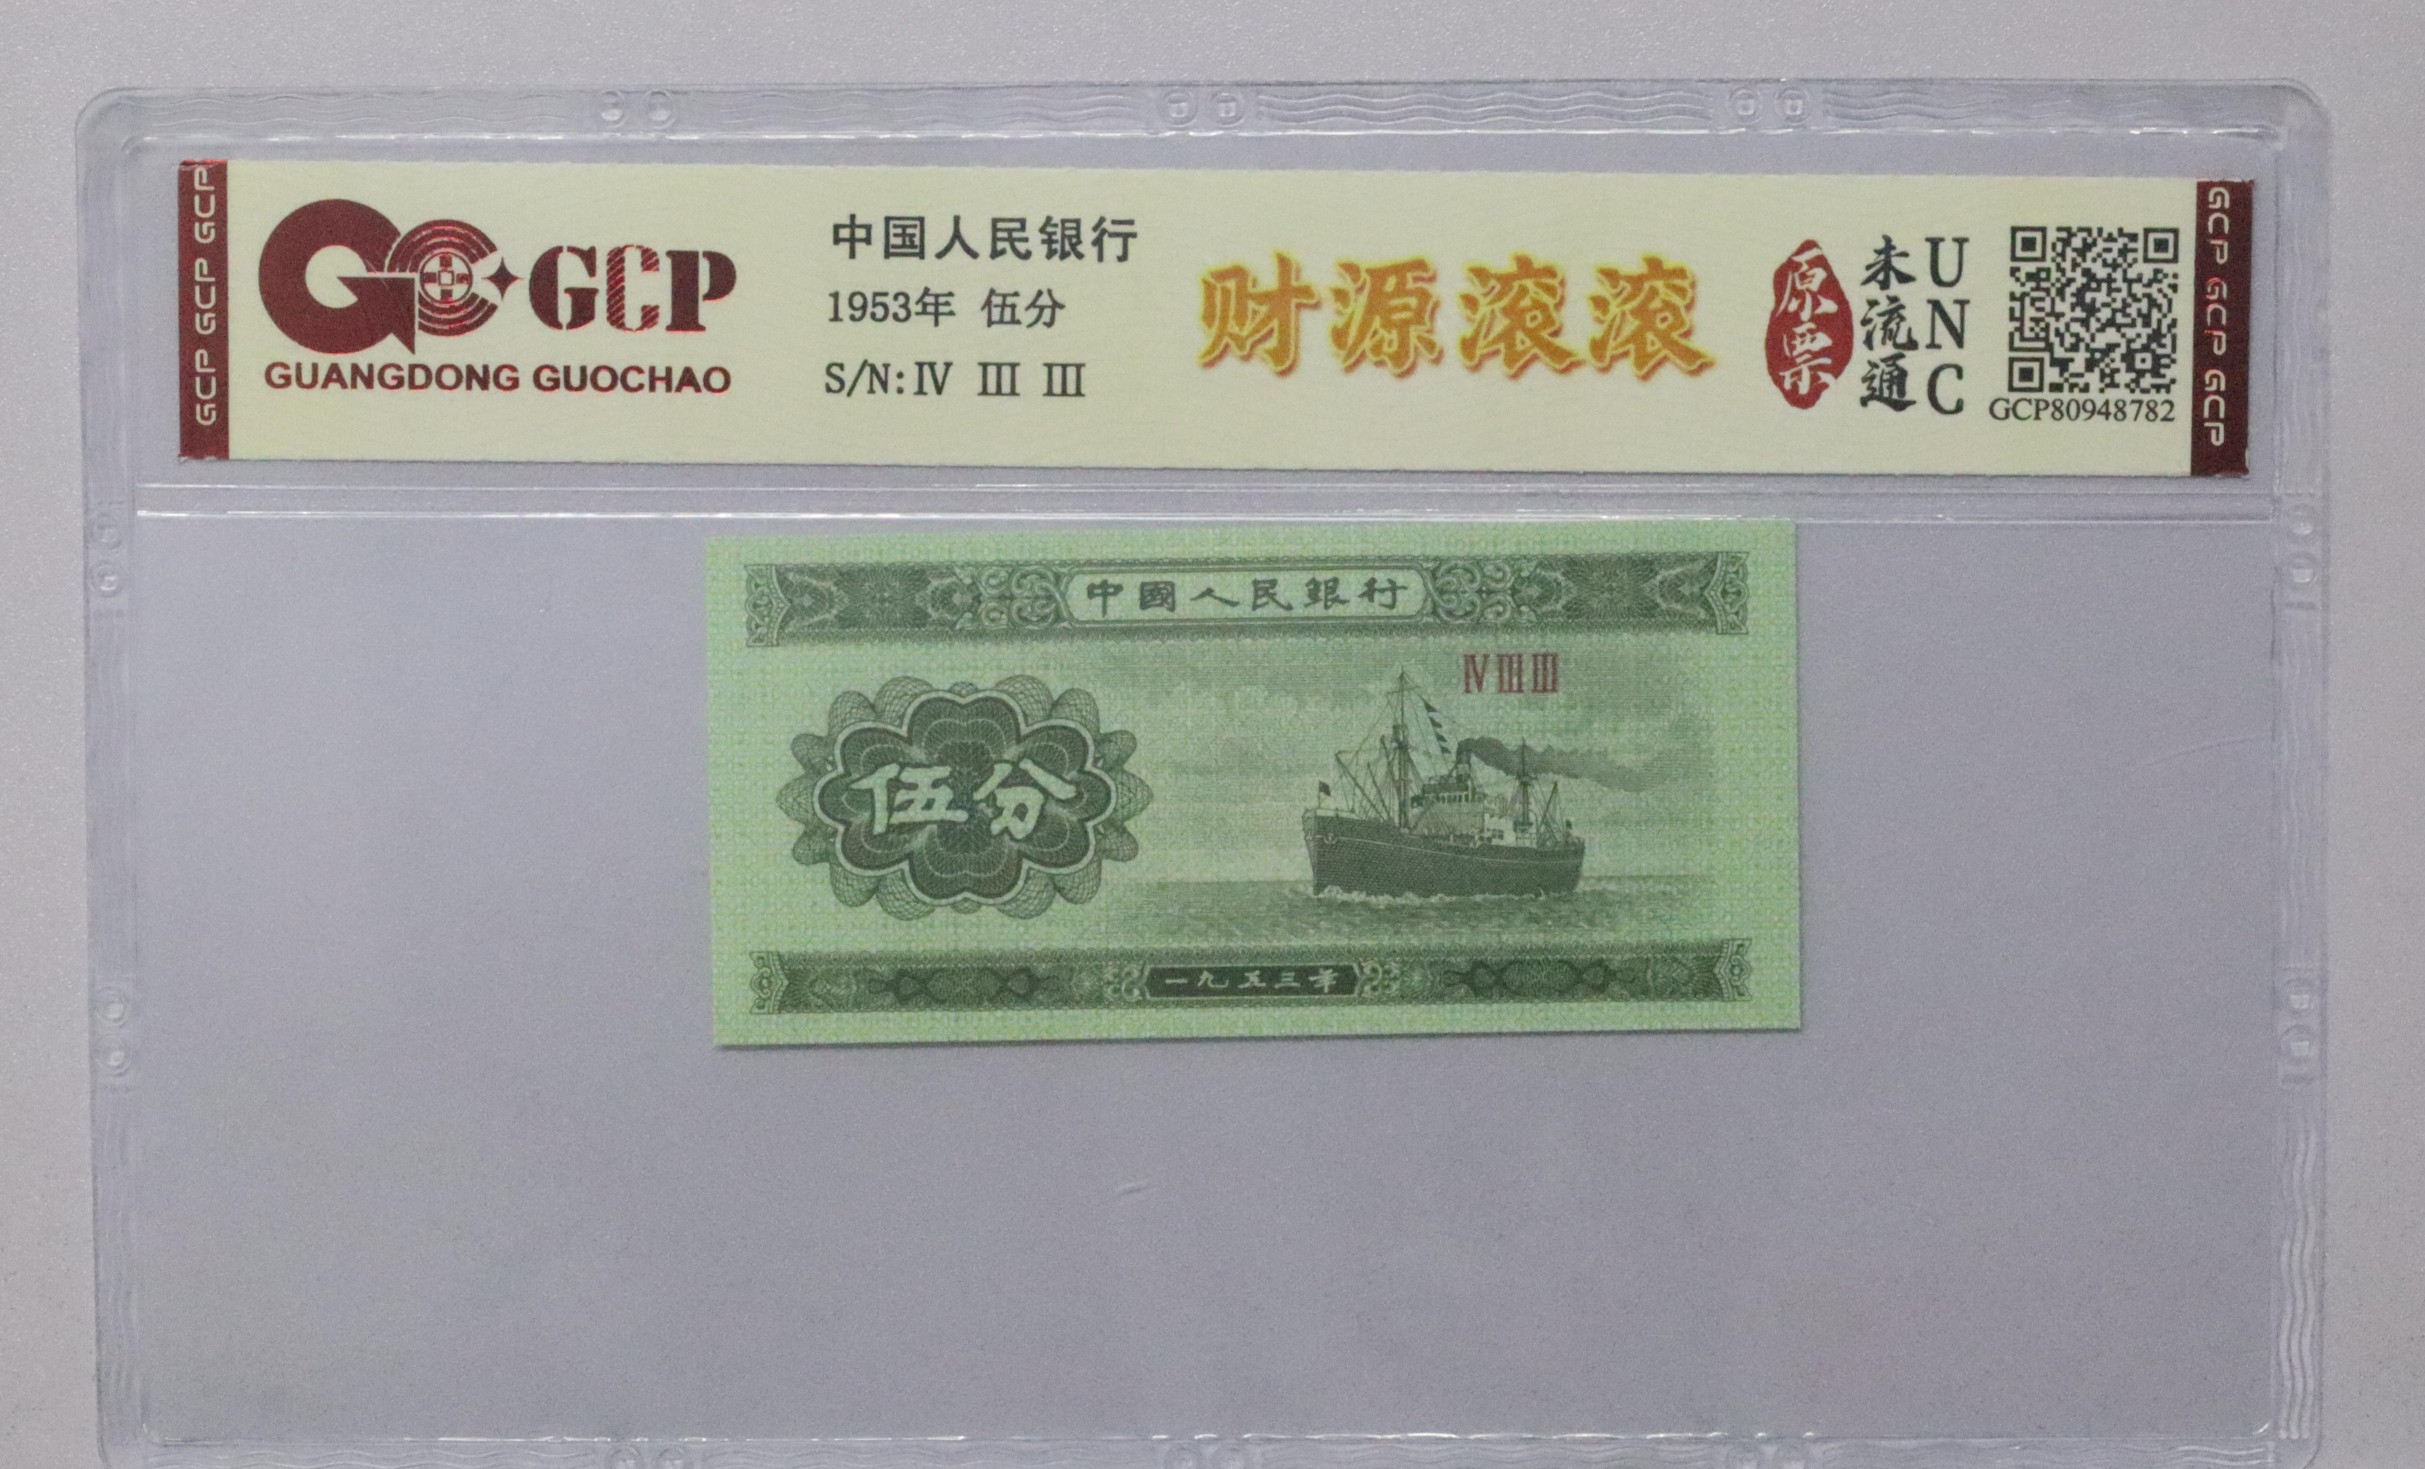 GCP GCP GCP
GCP
GUANGDONG GUOCHAO
中国人民银行
1953年 伍分
S/N:Ⅳ Ⅲ Ⅲ
财源滚滚
原票
未流通
UNC
GCP80948782
GCP GCP GCP
中國人民銀行
ⅣⅢⅢ
伍分
一九五三年